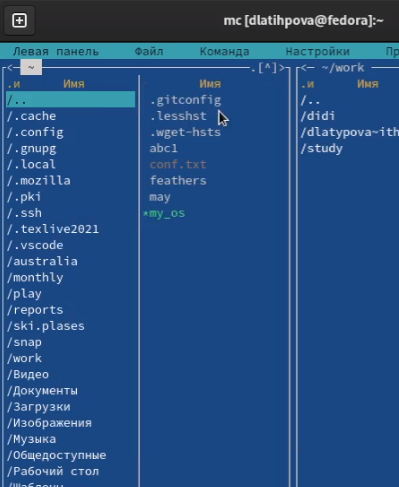 mc [dlatihpova@fedora]:~
Левая панель Файл Команда Настройки Пр
<— ~ .[^]> <— ~/work
.и Имя Имя .и Имя
/.. .gitconfig /..
/.cache .lesshst /didi
/.config .wget-hsts /dlatypova~ith
/.gnupg abc1 /study
/.local conf.txt
/.mozilla feathers
/.pki may
/.ssh *my_os
/.texlive2021
/.vscode
/australia
/monthly
/play
/reports
/ski.plases
/snap
/work
/Видео
/Документы
/Загрузки
/Изображения
/Музыка
/Общедоступные
/Рабочий стол
/Шаблоны